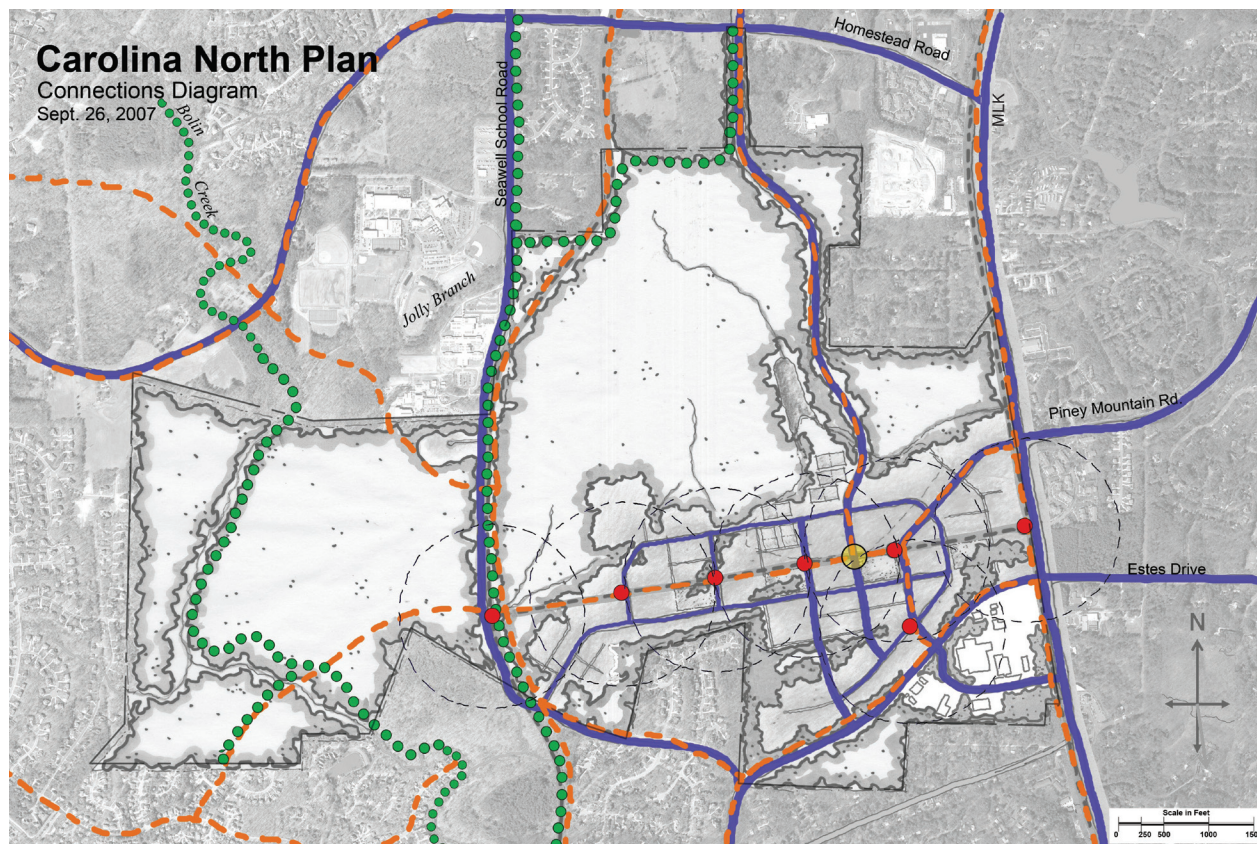 Carolina North Plan
Connections Diagram
Sept. 26, 2007
Bolin
Creek
Seawell School Road
Homestead Road
MLK
Jolly Branch
Piney Mountain Rd.
Estes Drive
N
Scale in Feet
0 250 500 1000 150